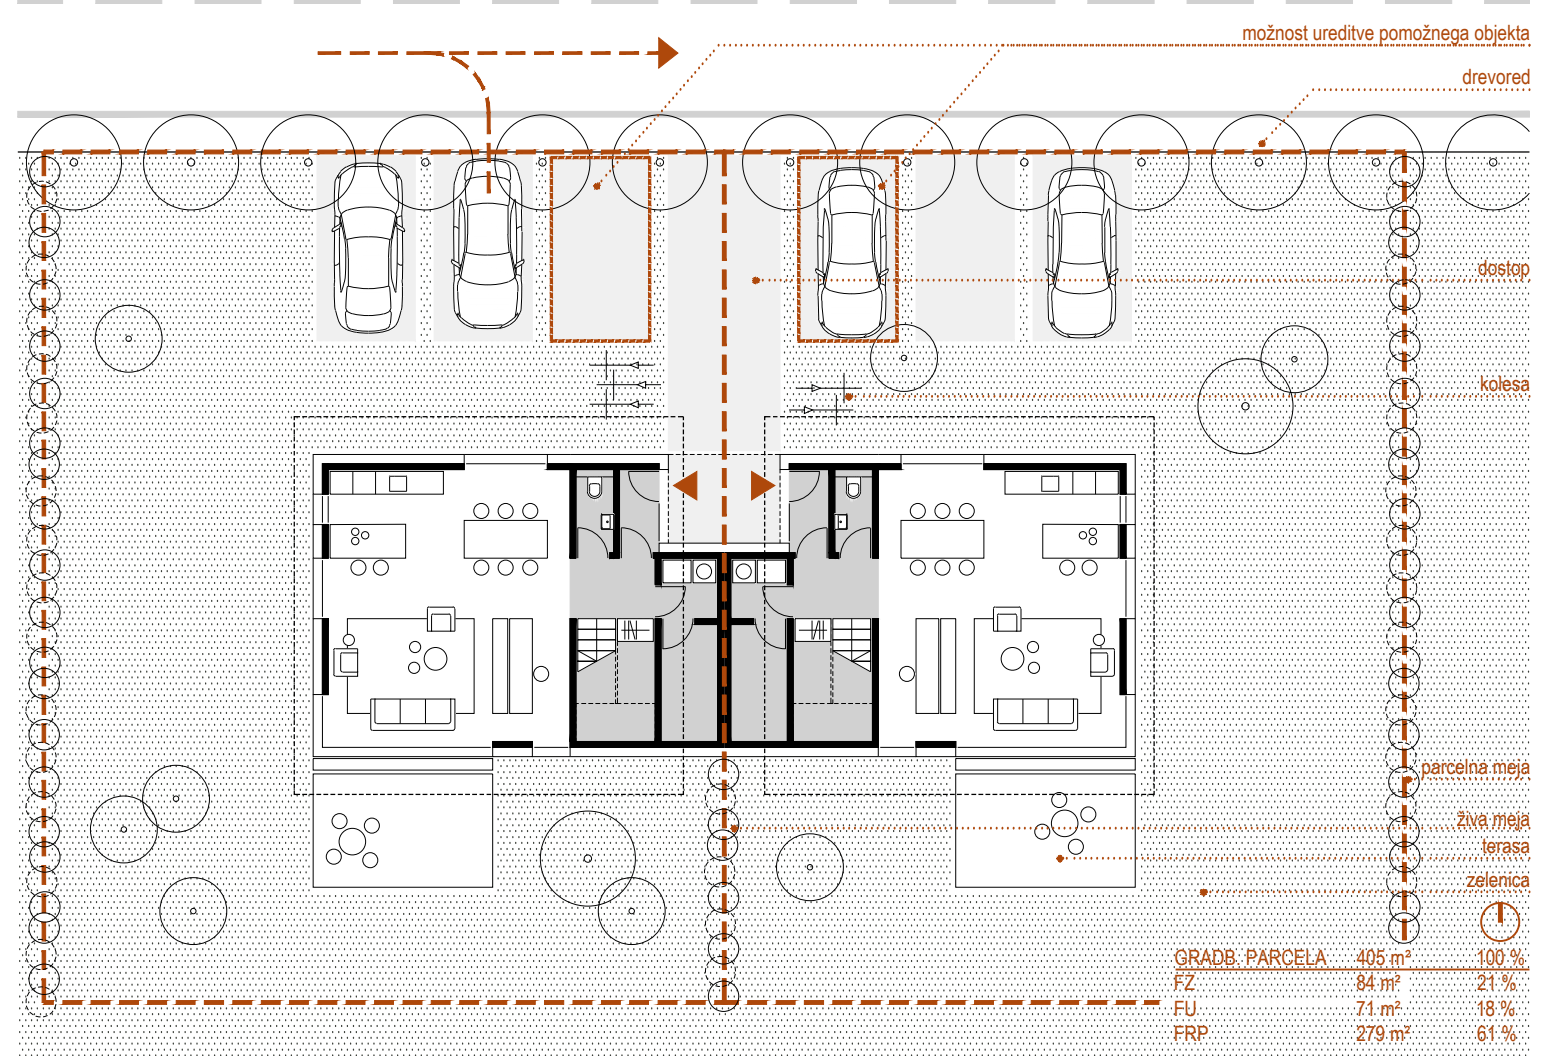 možnost ureditve pomožnega objekta
drevored
dostop
kolesa
parcelna meja
živa meja
terasa
zelenica
GRADB. PARCELA 405 m² 100 %
FZ 84 m² 21 %
FU 71 m² 18 %
FRP 279 m² 61 %